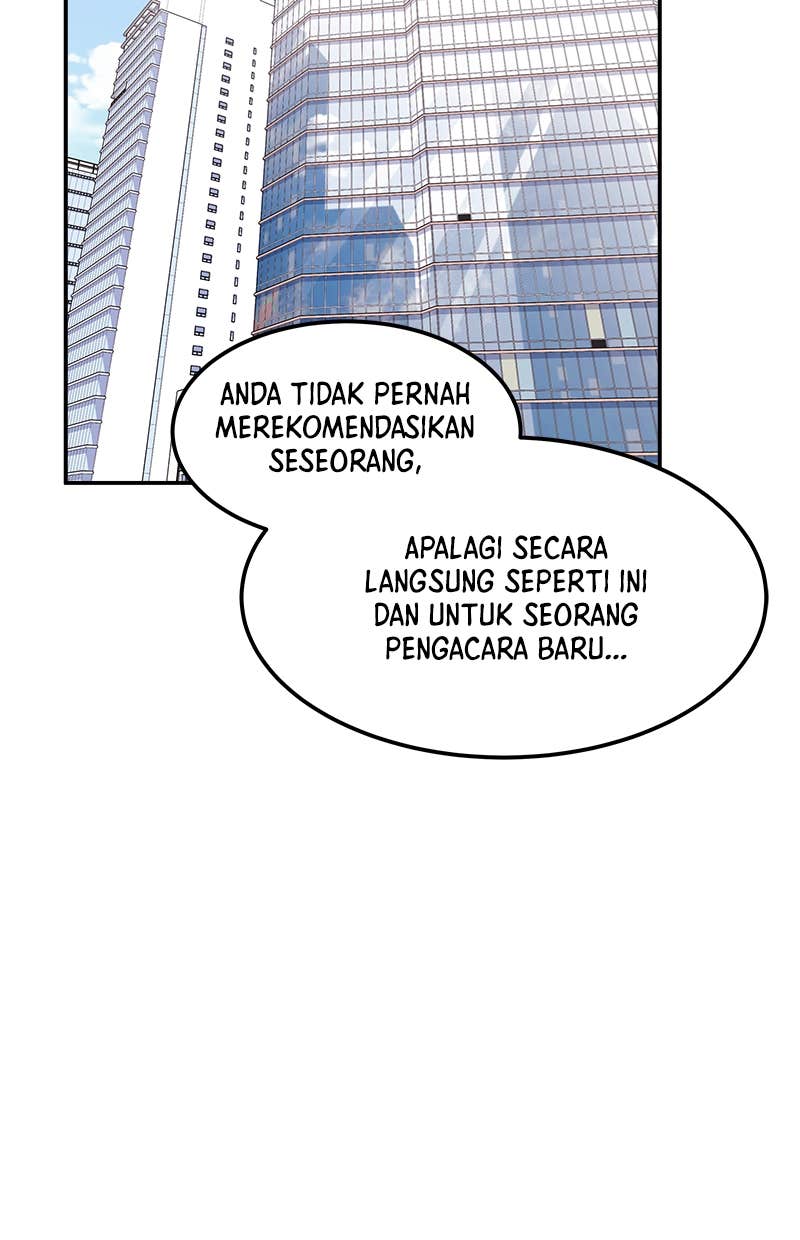 ANDA TIDAK PERNAH
MEREKOMENDASIKAN
SESEORANG,
APALAGI SECARA
LANGSUNG SEPERTI INI
DAN UNTUK SEORANG
PENGACARA BARU...